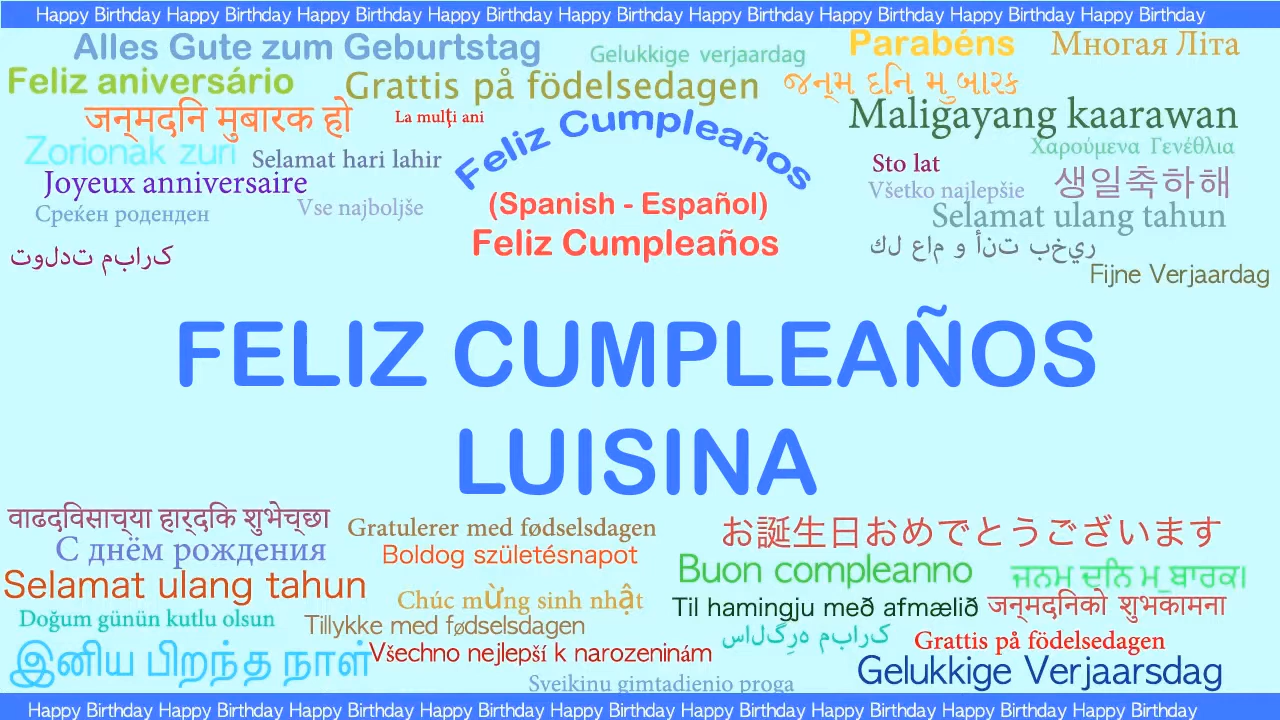 Happy Birthday Happy Birthday Happy Birthday Happy Birthday Happy Birthday Happy Birthday Happy Birthday Happy Birthday Happy Birthday
Alles Gute zum Geburtstag
Gelukkige verjaardag
Parabéns
Многая Літа
Feliz aniversário
Grattis på födelsedagen
જન્મ દિન મુબારક
जन्मदिन मुबारक हो
La mulţi ani
Feliz Cumpleaños
Maligayang kaarawan
Zorionak zuri
Selamat hari lahir
Sto lat
Χαρούμενα Γενέθλια
Joyeux anniversaire
Všetko najlepšie
생일축하해
Срећен роденден
Vse najboljše
(Spanish - Español)
Selamat ulang tahun
Feliz Cumpleaños
تولدت مبارک
كل عام و أنت بخير
Fijne Verjaardag
FELIZ CUMPLEAÑOS
LUISINA
वाढदिवसाच्या हार्दिक शुभेच्छा
Gratulerer med fødselsdagen
お誕生日おめでとうございます
С днём рождения
Boldog születésnapot
Buon compleanno
ਜਨਮ ਦਿਨ ਮੁਬਾਰਕ।
Selamat ulang tahun
Chúc mừng sinh nhật
Til hamingju með afmælið
जन्मदिनको शुभकामना
Doğum günün kutlu olsun
Tillykke med fødselsdagen
سالگرہ مبارک
Grattis på födelsedagen
இனிய பிறந்த நாள்
Všechno nejlepší k narozeninám
Gelukkige Verjaarsdag
Sveikinu gimtadienio proga
Happy Birthday Happy Birthday Happy Birthday Happy Birthday Happy Birthday Happy Birthday Happy Birthday Happy Birthday Happy Birthday